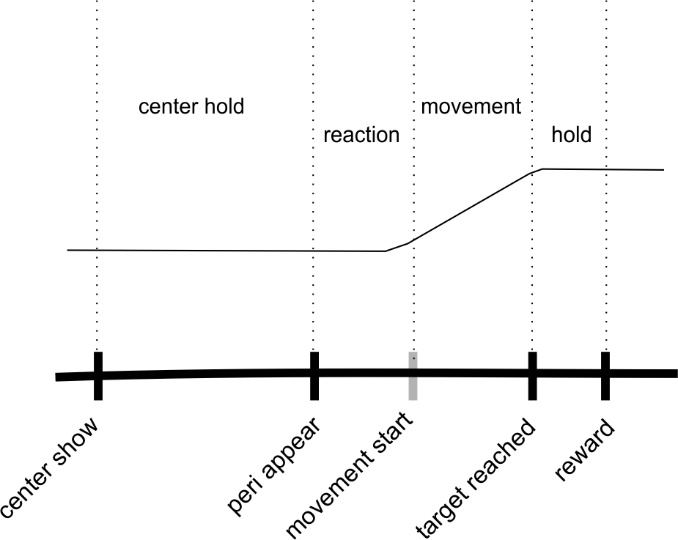 center hold
movement
reaction
hold
center show
peri appear
movement start
target reached
reward